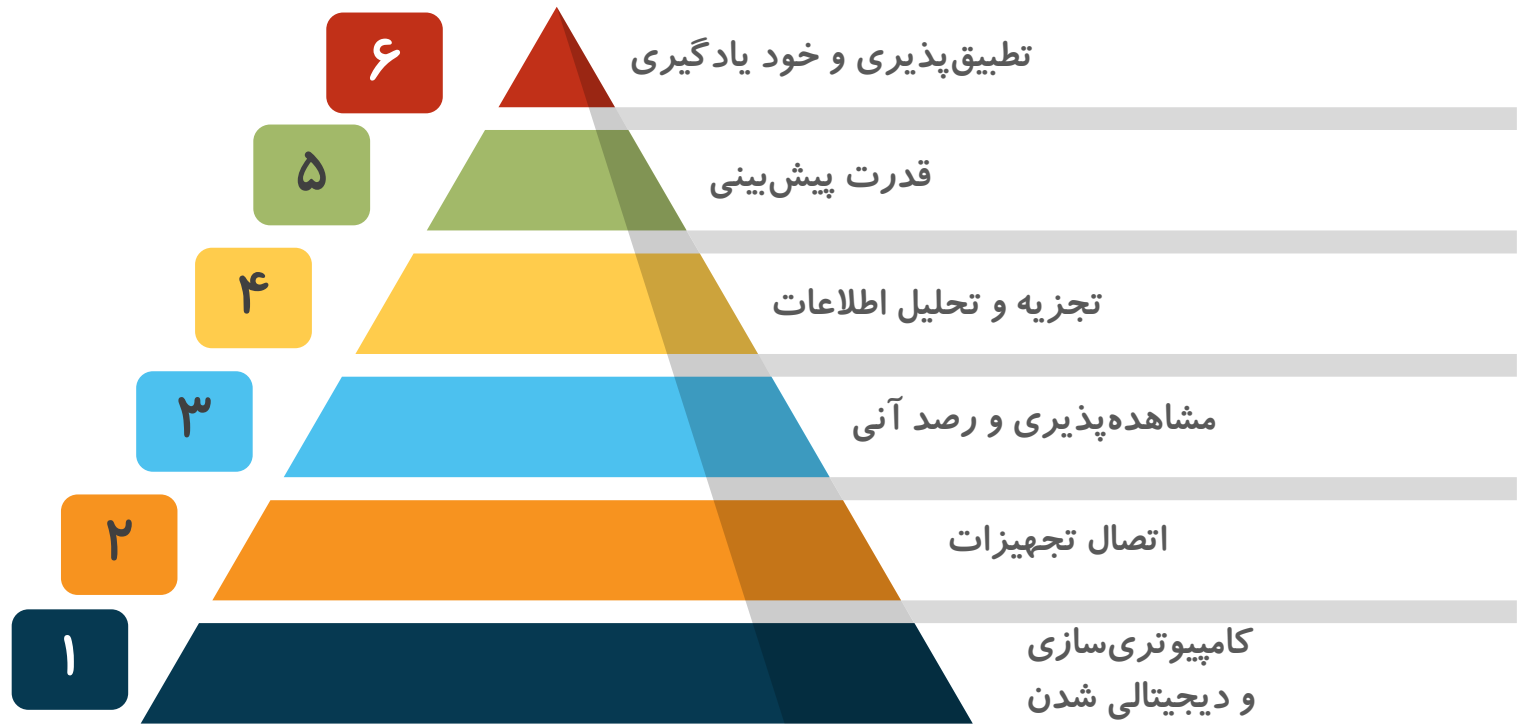 ۶
تطبیق‌پذیری و خود یادگیری
۵
قدرت پیش‌بینی
۴
تجزیه و تحلیل اطلاعات
۳
مشاهده‌پذیری و رصد آنی
۲
اتصال تجهیزات
۱
کامپیوتری‌سازی
و دیجیتالی شدن